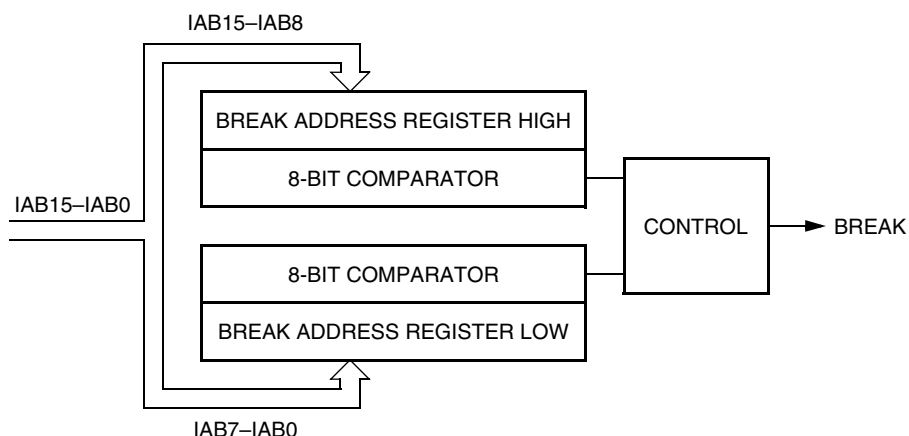 IAB15–IAB8
BREAK ADDRESS REGISTER HIGH
8-BIT COMPARATOR
IAB15–IAB0
CONTROL
BREAK
8-BIT COMPARATOR
BREAK ADDRESS REGISTER LOW
IAB7–IAB0